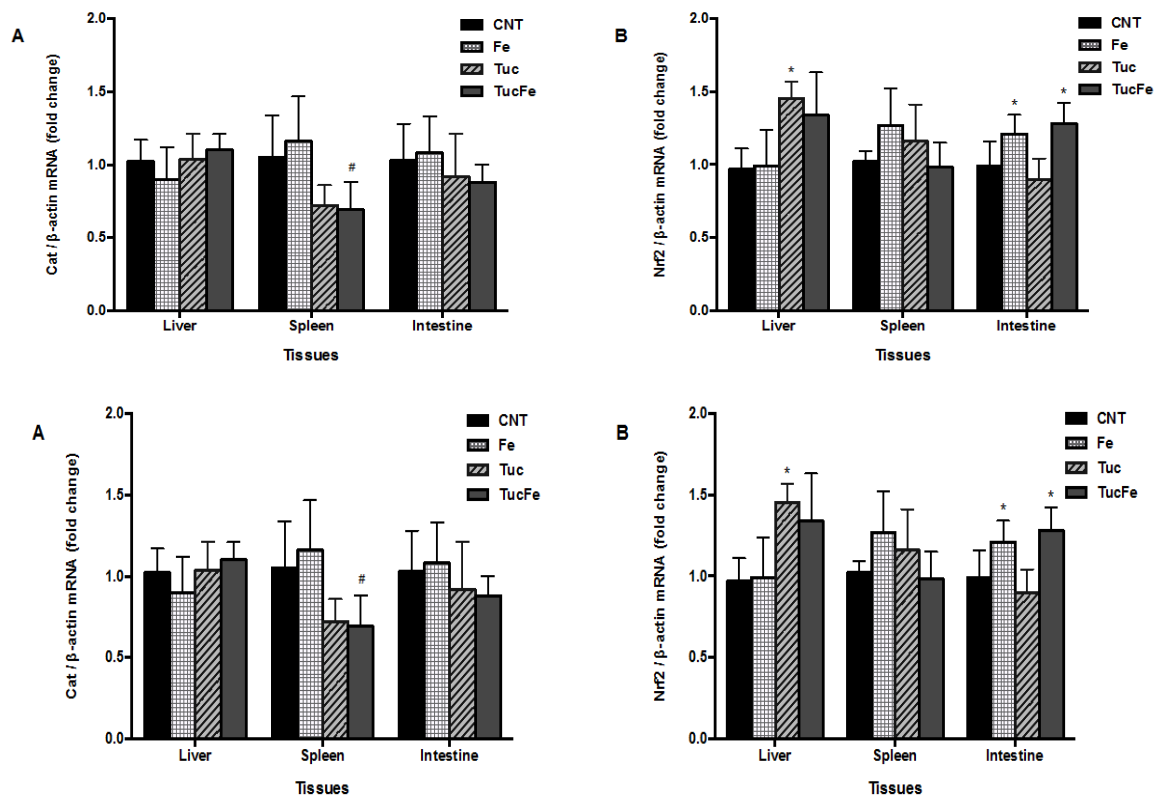 A
Cat / β-actin mRNA (fold change)
2.0
1.5
1.0
0.5
0.0
CNT
Fe
Tuc
TucFe
#
Liver
Spleen
Intestine
Tissues
B
Nrf2 / β-actin mRNA (fold change)
2.0
1.5
1.0
0.5
0.0
CNT
Fe
Tuc
TucFe
*
*
*
Liver
Spleen
Intestine
Tissues
A
Cat / β-actin mRNA (fold change)
2.0
1.5
1.0
0.5
0.0
CNT
Fe
Tuc
TucFe
#
Liver
Spleen
Intestine
Tissues
B
Nrf2 / β-actin mRNA (fold change)
2.0
1.5
1.0
0.5
0.0
CNT
Fe
Tuc
TucFe
*
*
*
Liver
Spleen
Intestine
Tissues